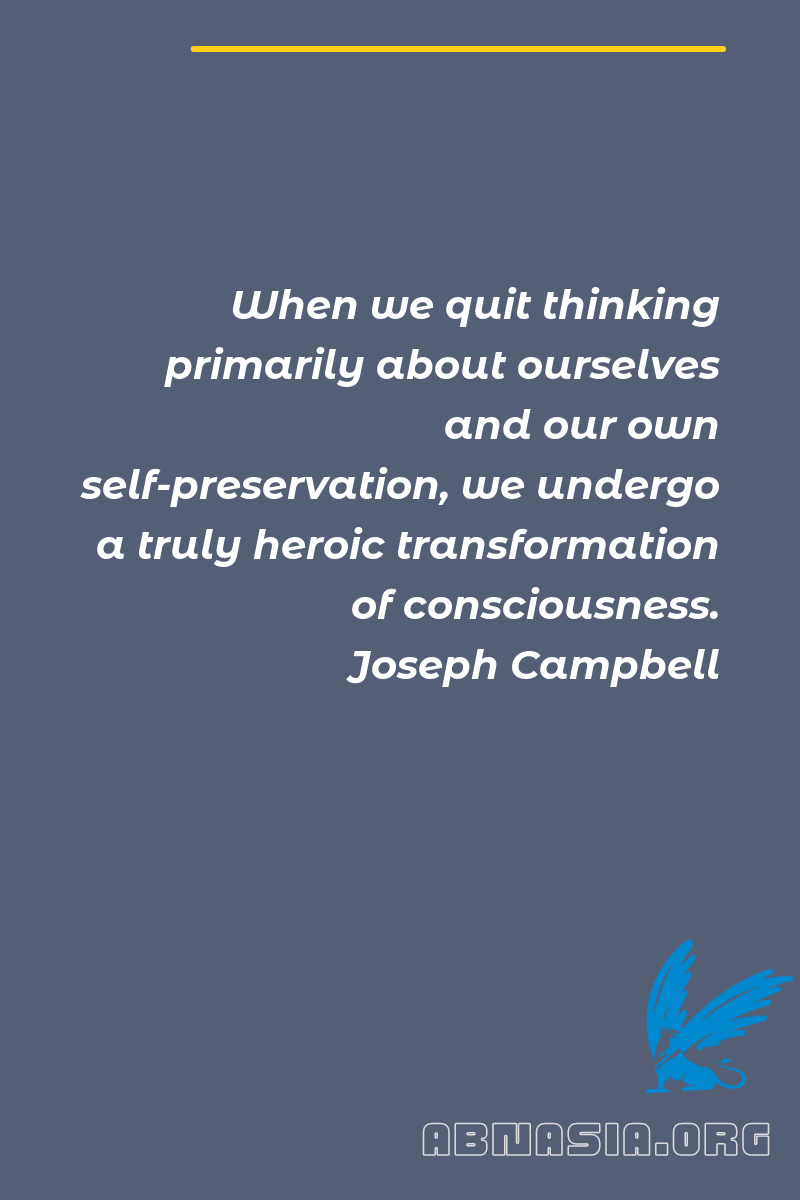 When we quit thinking
primarily about ourselves
and our own
self-preservation, we undergo
a truly heroic transformation
of consciousness.
Joseph Campbell
ABNASIA.ORG